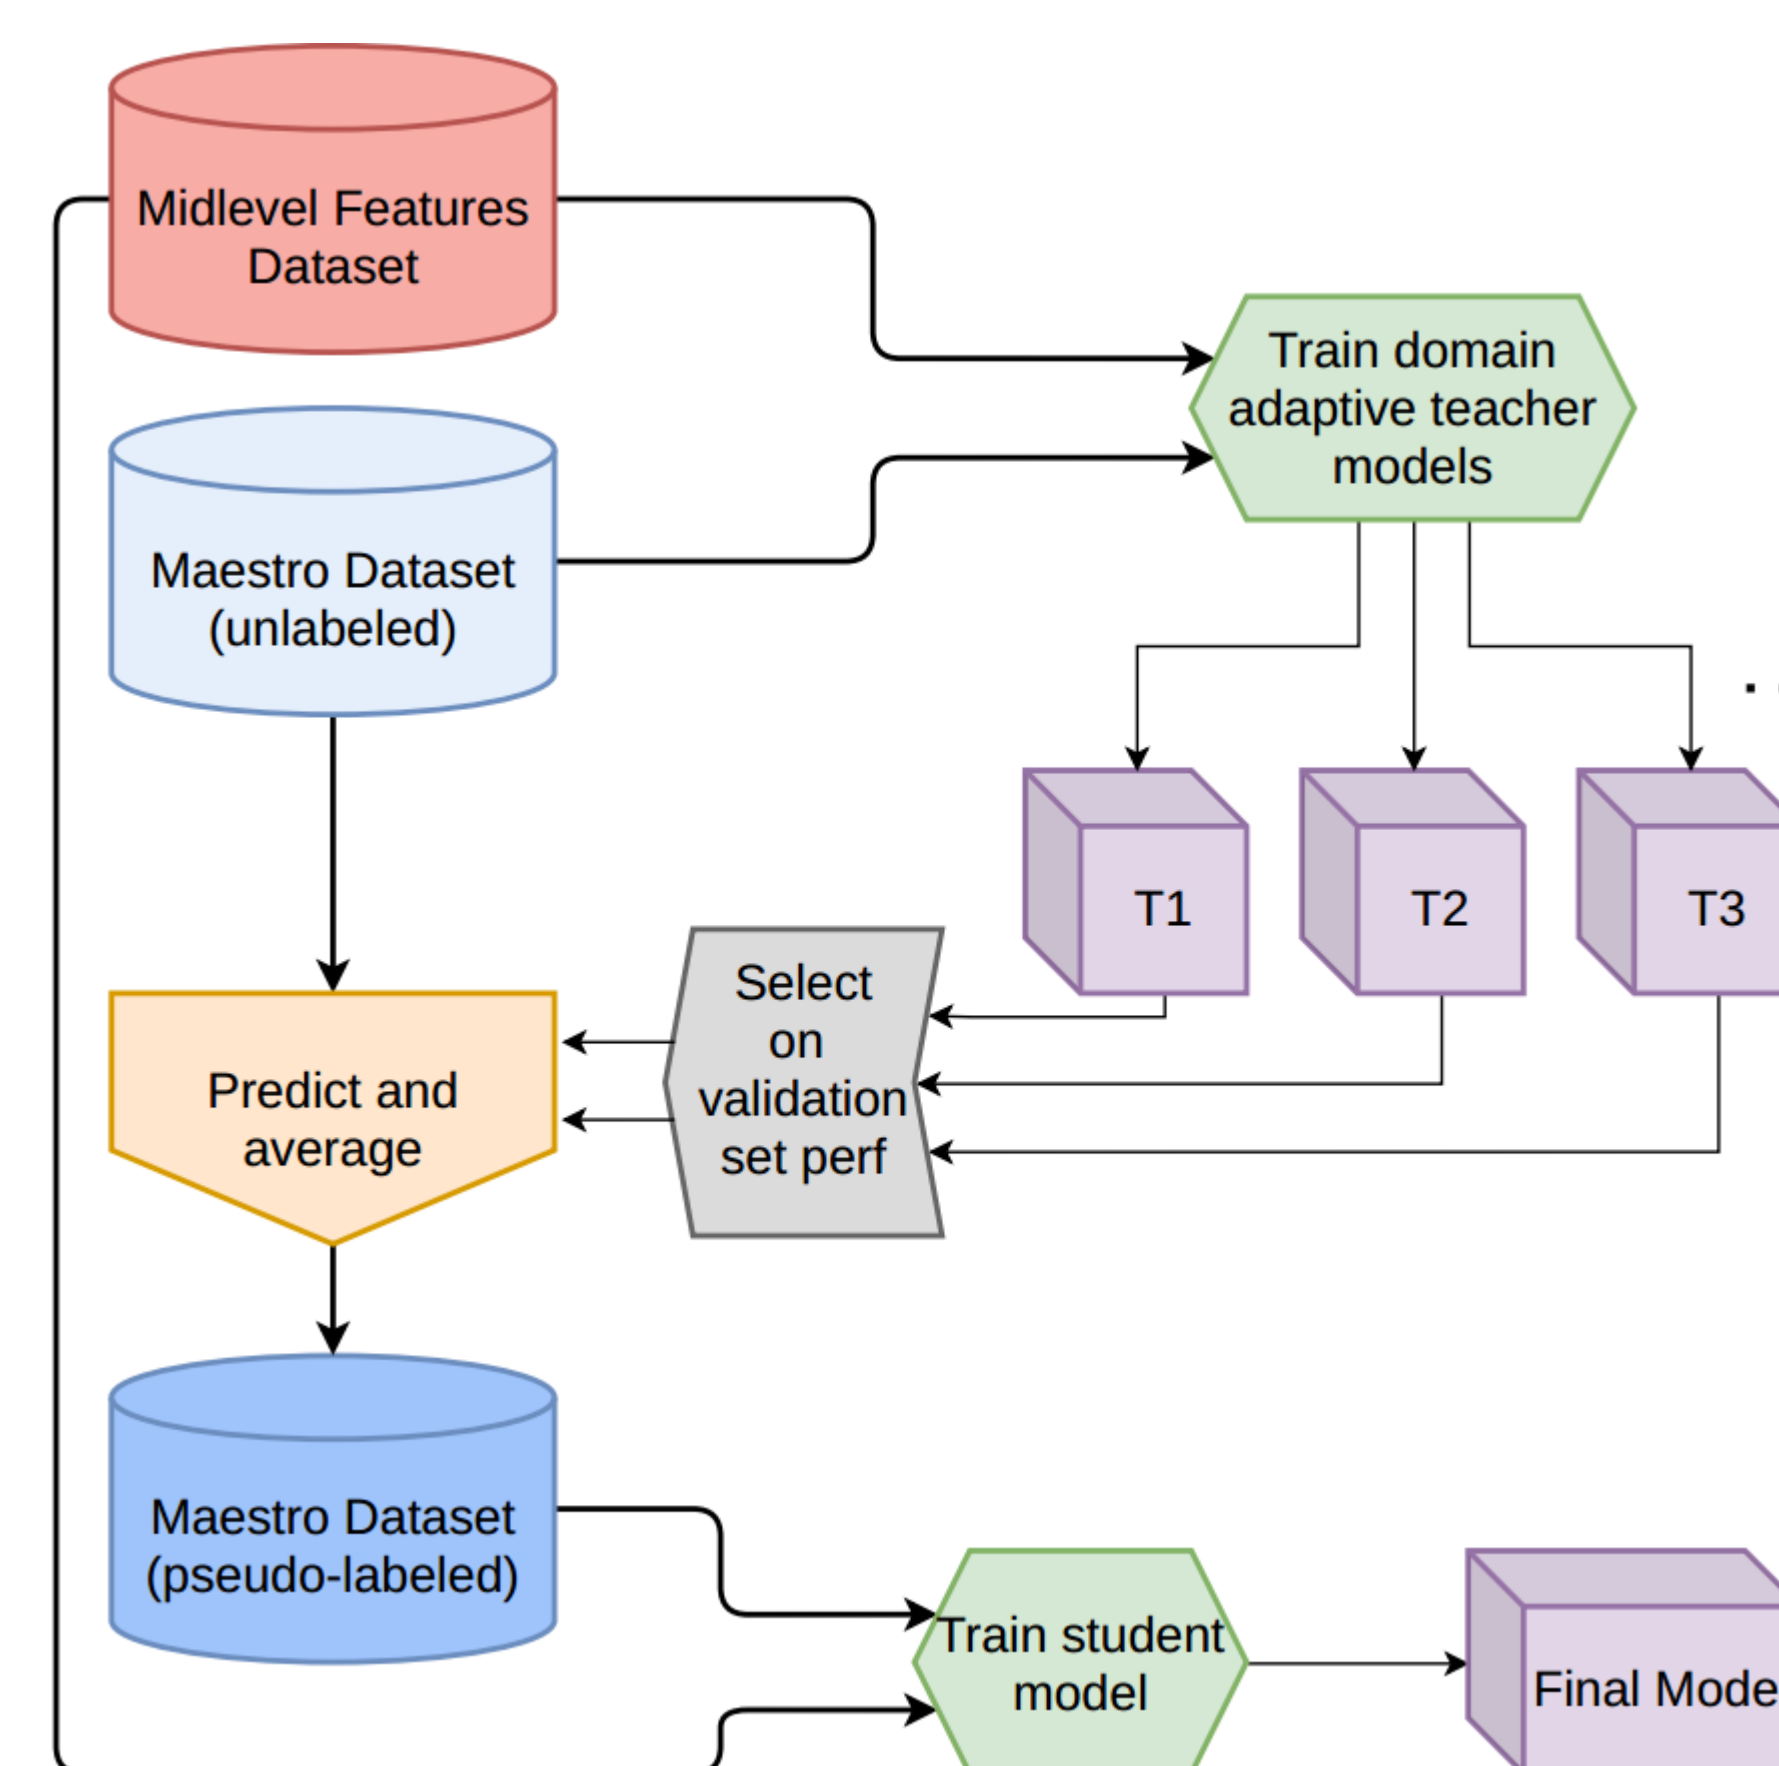 Midlevel Features
Dataset
Train domain
adaptive teacher
models
Maestro Dataset
(unlabeled)
T1
T2
T3
Select
on
validation
set perf
Predict and
average
Maestro Dataset
(pseudo-labeled)
Train student
model
Final Mode